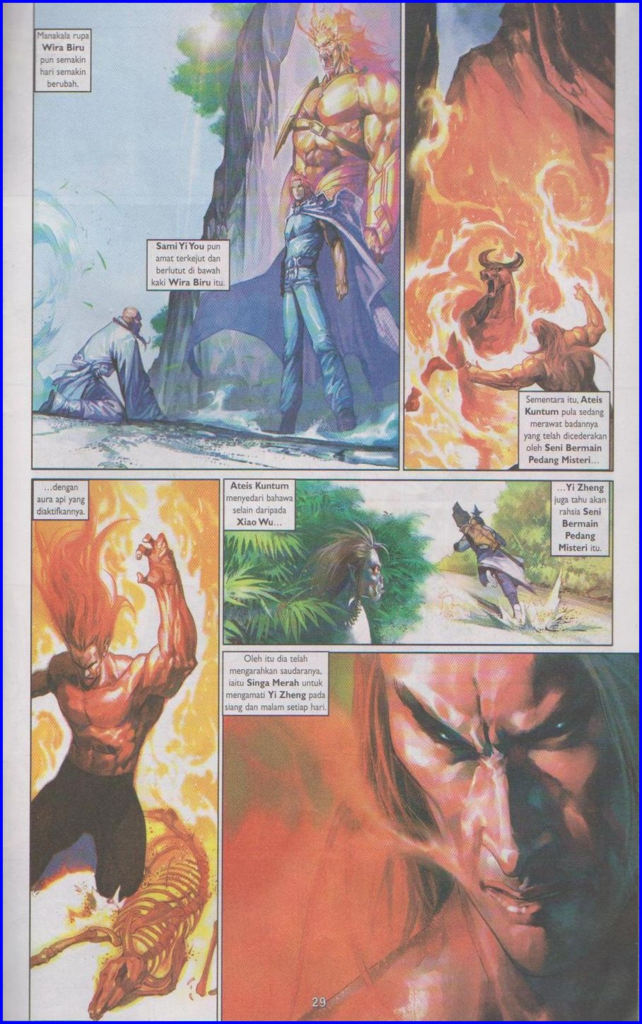 Manakala rupa
Wira Biru
pun semakin
hari semakin
berubah.
Sami Yi You pun
amat terkejut dan
berlutut di bawah
kaki Wira Biru itu.
Sementara itu, Ateis
Kuntum pula sedang
merawat badannya
yang telah dicederakan
oleh Seni Bermain
Pedang Misteri...
...dengan
aura api yang
diaktifkannya.
Ateis Kuntum
menyedari bahawa
selain daripada
Xiao Wu...
...Yi Zheng
juga tahu akan
rahsia Seni
Bermain
Pedang
Misteri itu.
Oleh itu dia telah
mengarahkan saudaranya,
iaitu Singa Merah untuk
mengamati Yi Zheng pada
siang dan malam setiap hari.
29